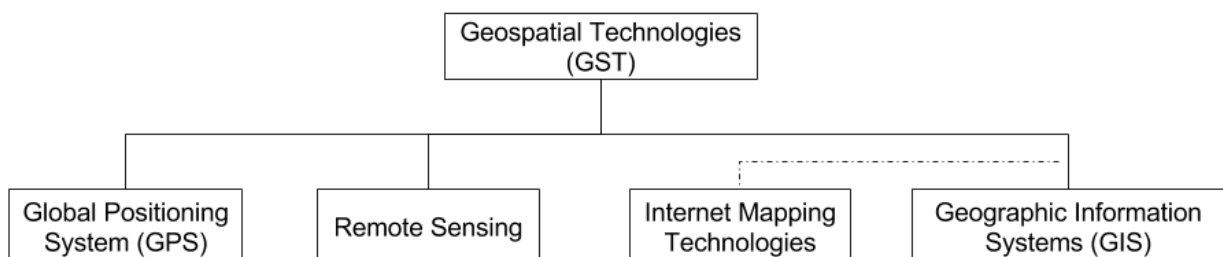 Geospatial Technologies
(GST)
Global Positioning
System (GPS)
Remote Sensing
Internet Mapping
Technologies
Geographic Information
Systems (GIS)